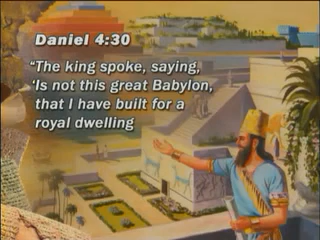 Daniel 4:30
“The king spoke, saying,
‘Is not this great Babylon,
that I have built for a
royal dwelling